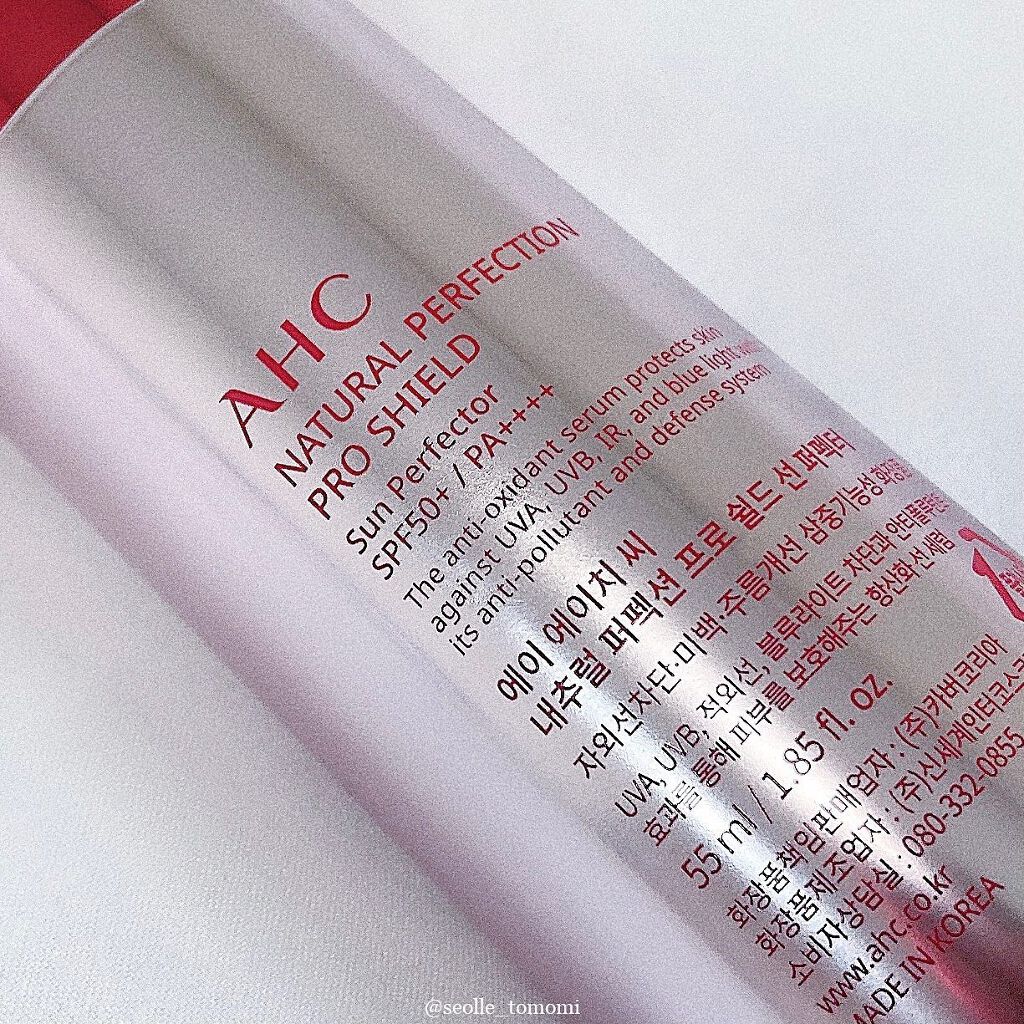 AHC
NATURAL PERFECTION
PRO SHIELD
Sun Perfector
SPF50+ / PA++++
The anti-oxidant serum protects skin
against UVA, UVB, IR, and blue light with
its anti-pollutant and defense system
에이 에이치 씨
내추럴 퍼펙션 프로 쉴드 선 퍼펙터
자외선차단·미백·주름개선 삼중기능성
UVA, UVB, 적외선, 블루라이트 차단과
효과를 통해 피부를 보호해주는 항산화 선 세럼
55 ml / 1.85 fl. oz.
화장품책임판매업자 : (주)카버코리아
화장품제조업자 : (주)신세계인터코스
소비자상담실 : 080-332-0855
www.ahc.co.kr
MADE IN KOREA
@seolle_tomomi